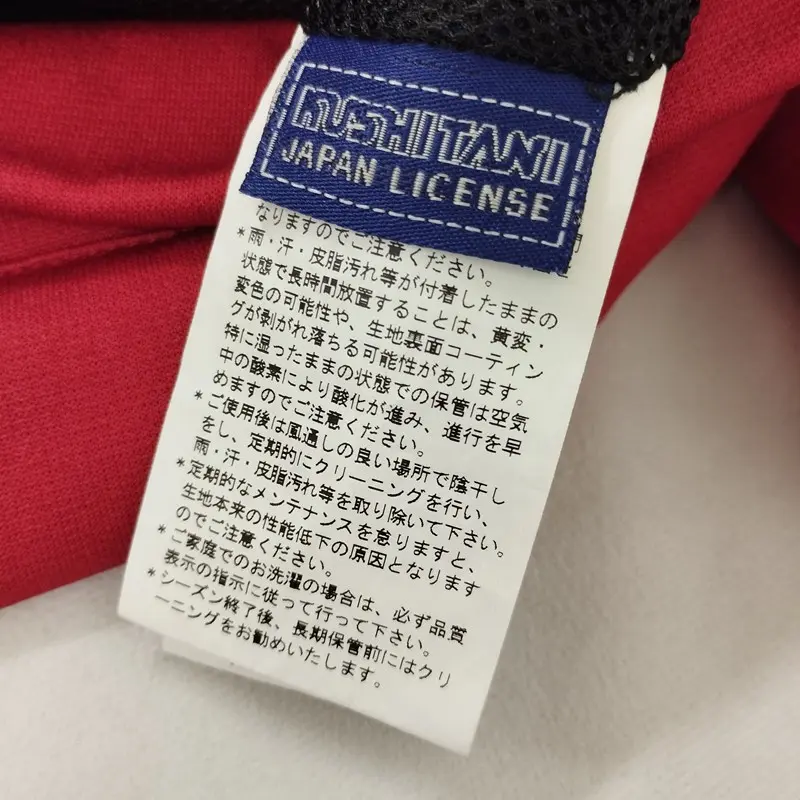 KUSHITANI
JAPAN LICENSE
なりますのでご注意ください。
*雨・汗・皮脂汚れ等が付着したままの
状態で長時間放置することは、黄変・
変色の可能性や、生地裏面コーティン
グが剥がれ落ちる可能性があります。
特に湿ったままの状態での保管は空気
中の酸素により酸化が進み、進行を早
めますのでご注意ください。
*ご使用後は風通しの良い場所で陰干し
をし、定期的にクリーニングを行い、
雨・汗・皮脂汚れ等を取り除いて下さい。
*定期的なメンテナンスを怠りますと、
生地本来の性能低下の原因となります
のでご注意ください。
*ご家庭でのお洗濯の場合は、必ず品質
表示の指示に従って行って下さい。
*シーズン終了後、長期保管前にはクリ
ーニングをお勧めいたします。